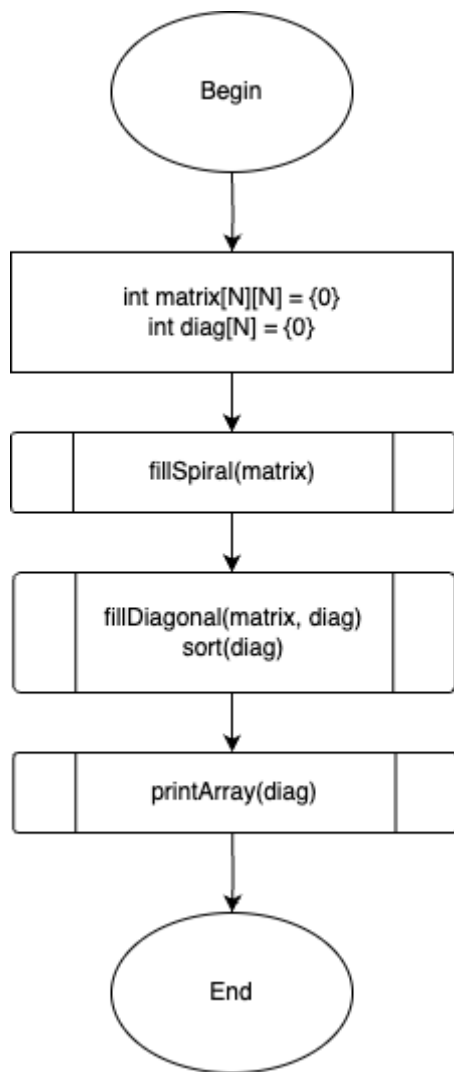 Begin
int matrix[N][N] = {0}
int diag[N] = {0}
fillSpiral(matrix)
fillDiagonal(matrix, diag)
sort(diag)
printArray(diag)
End